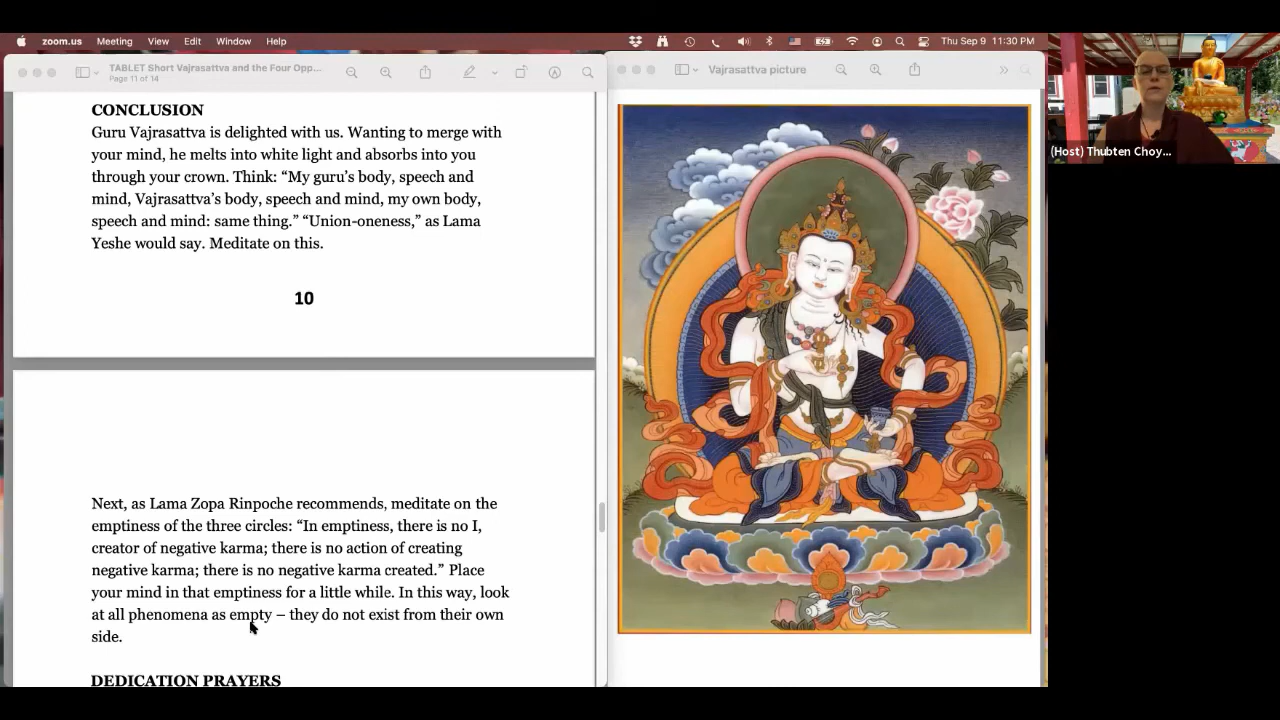 zoom.us Meeting View Edit Window Help Thu Sep 9 11:30 PM
TABLET Short Vajrasattva and the Four Opp...
Page 11 of 14
Vajrasattva picture
(Host) Thubten Choy...
CONCLUSION
Guru Vajrasattva is delighted with us. Wanting to merge with
your mind, he melts into white light and absorbs into you
through your crown. Think: “My guru’s body, speech and
mind, Vajrasattva’s body, speech and mind, my own body,
speech and mind: same thing.” “Union-oneness,” as Lama
Yeshe would say. Meditate on this.
10
Next, as Lama Zopa Rinpoche recommends, meditate on the
emptiness of the three circles: “In emptiness, there is no I,
creator of negative karma; there is no action of creating
negative karma; there is no negative karma created.” Place
your mind in that emptiness for a little while. In this way, look
at all phenomena as empty – they do not exist from their own
side.
DEDICATION PRAYERS